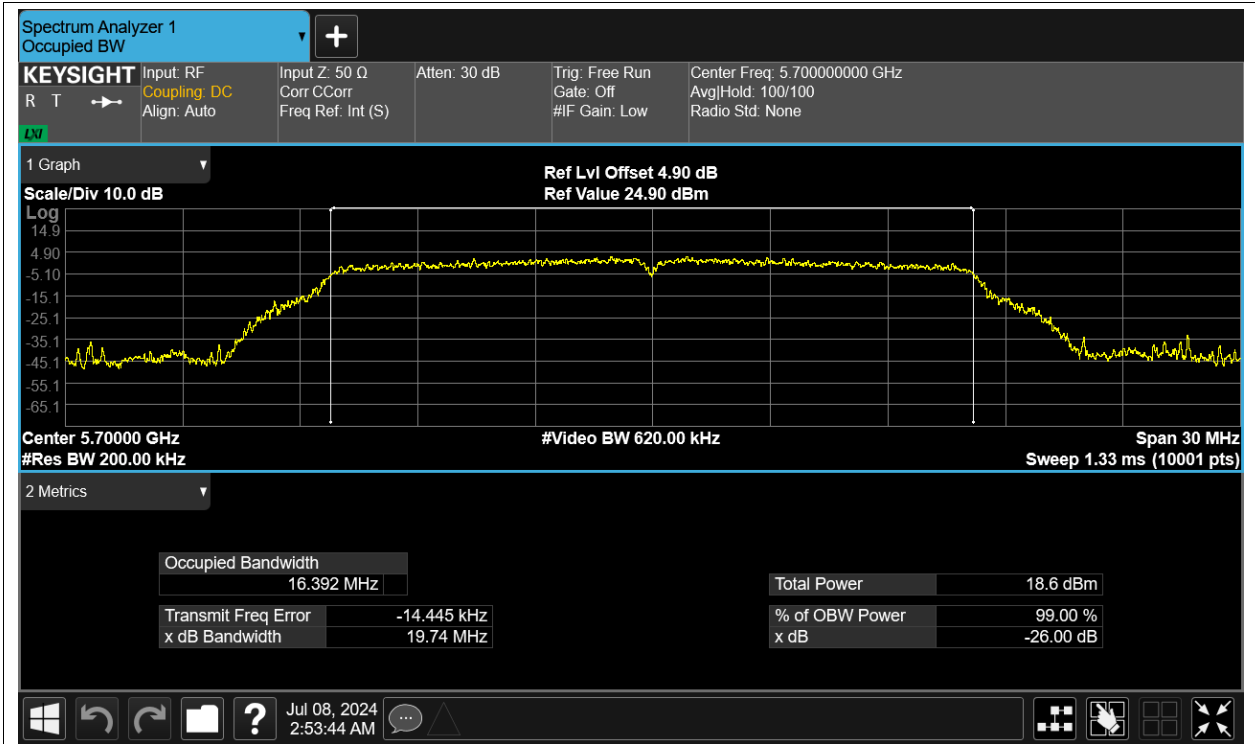 Spectrum Analyzer 1
Occupied BW
▼
+
KEYSIGHT
R T
LXI
Input: RF
Coupling: DC
Align: Auto
Input Z: 50 Ω
Corr CCorr
Freq Ref: Int (S)
Atten: 30 dB
Trig: Free Run
Gate: Off
#IF Gain: Low
Center Freq: 5.700000000 GHz
Avg|Hold: 100/100
Radio Std: None
1 Graph ▼
Scale/Div 10.0 dB
Ref Lvl Offset 4.90 dB
Ref Value 24.90 dBm
Log
14.9
4.90
-5.10
-15.1
-25.1
-35.1
-45.1
-55.1
-65.1
Center 5.70000 GHz
#Res BW 200.00 kHz
#Video BW 620.00 kHz
Span 30 MHz
Sweep 1.33 ms (10001 pts)
2 Metrics ▼
Occupied Bandwidth
16.392 MHz
Transmit Freq Error -14.445 kHz
x dB Bandwidth 19.74 MHz
Total Power 18.6 dBm
% of OBW Power 99.00 %
x dB -26.00 dB
?
Jul 08, 2024
2:53:44 AM